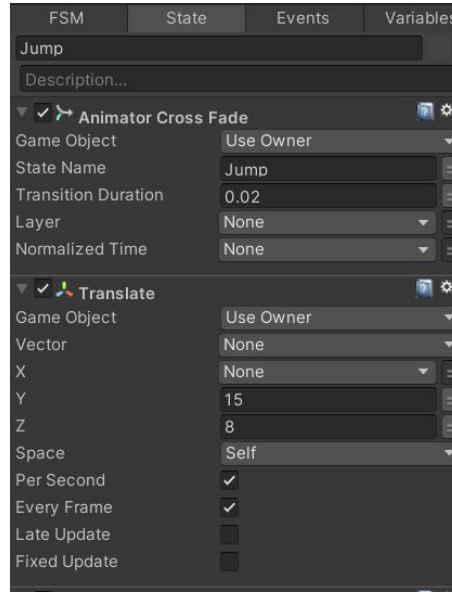 FSM State Events Variables
Jump
Description...
Animator Cross Fade
Game Object Use Owner
State Name Jump
Transition Duration 0.02
Layer None
Normalized Time None
Translate
Game Object Use Owner
Vector None
X None
Y 15
Z 8
Space Self
Per Second
Every Frame
Late Update
Fixed Update